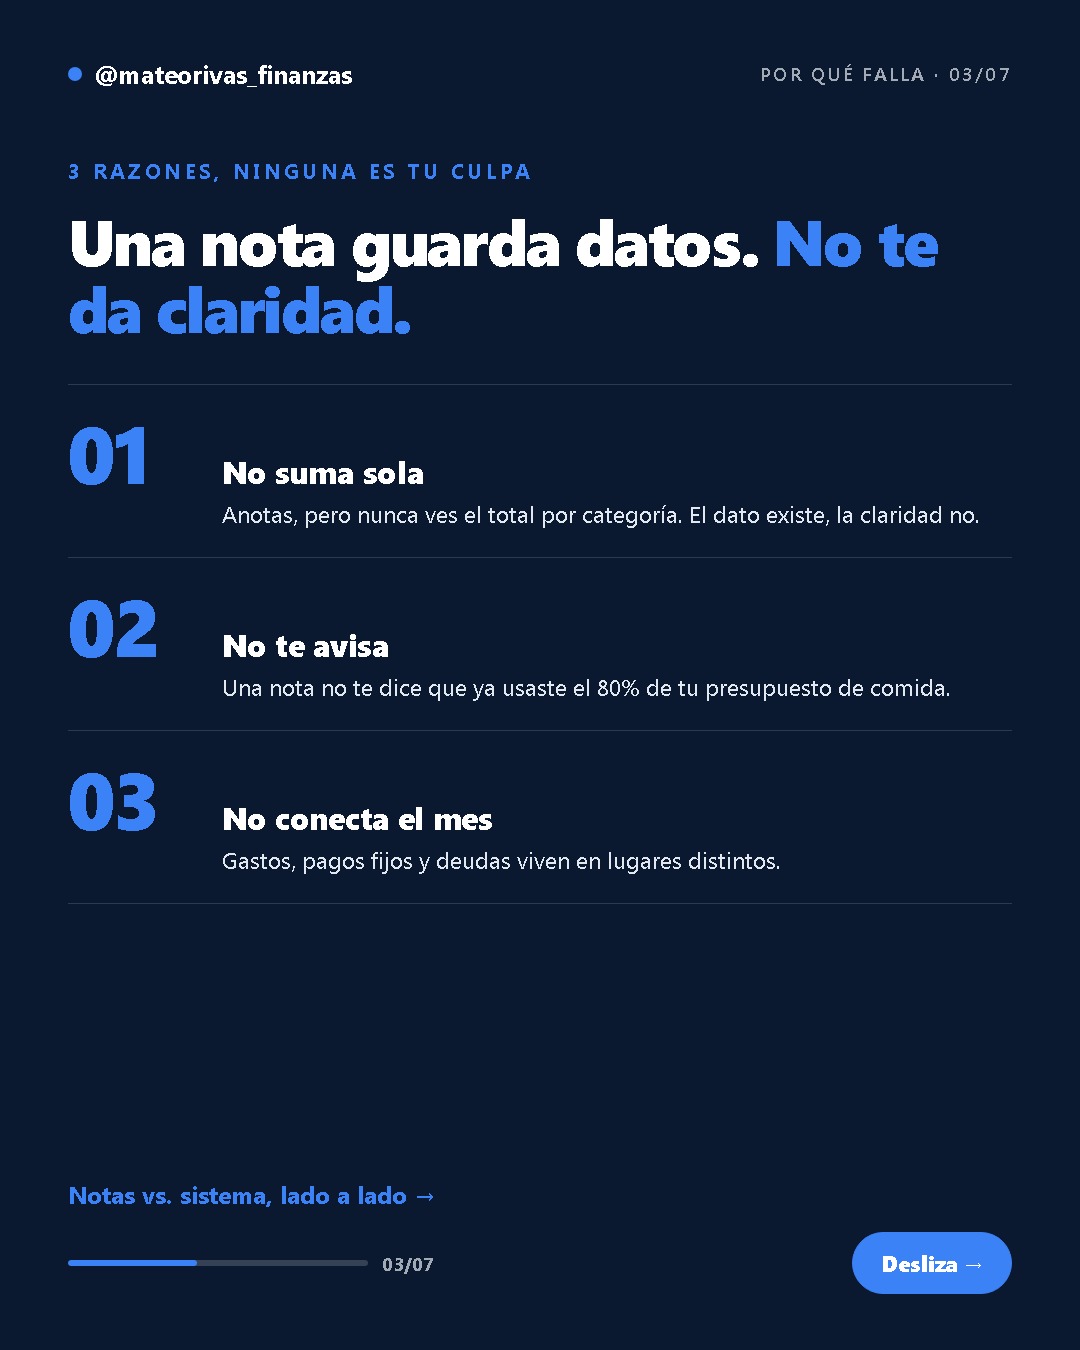 @mateorivas_finanzas
POR QUÉ FALLA · 03/07
3 RAZONES, NINGUNA ES TU CULPA
Una nota guarda datos. No te
da claridad.
01
No suma sola
Anotas, pero nunca ves el total por categoría. El dato existe, la claridad no.
02
No te avisa
Una nota no te dice que ya usaste el 80% de tu presupuesto de comida.
03
No conecta el mes
Gastos, pagos fijos y deudas viven en lugares distintos.
Notas vs. sistema, lado a lado →
03/07
Desliza →